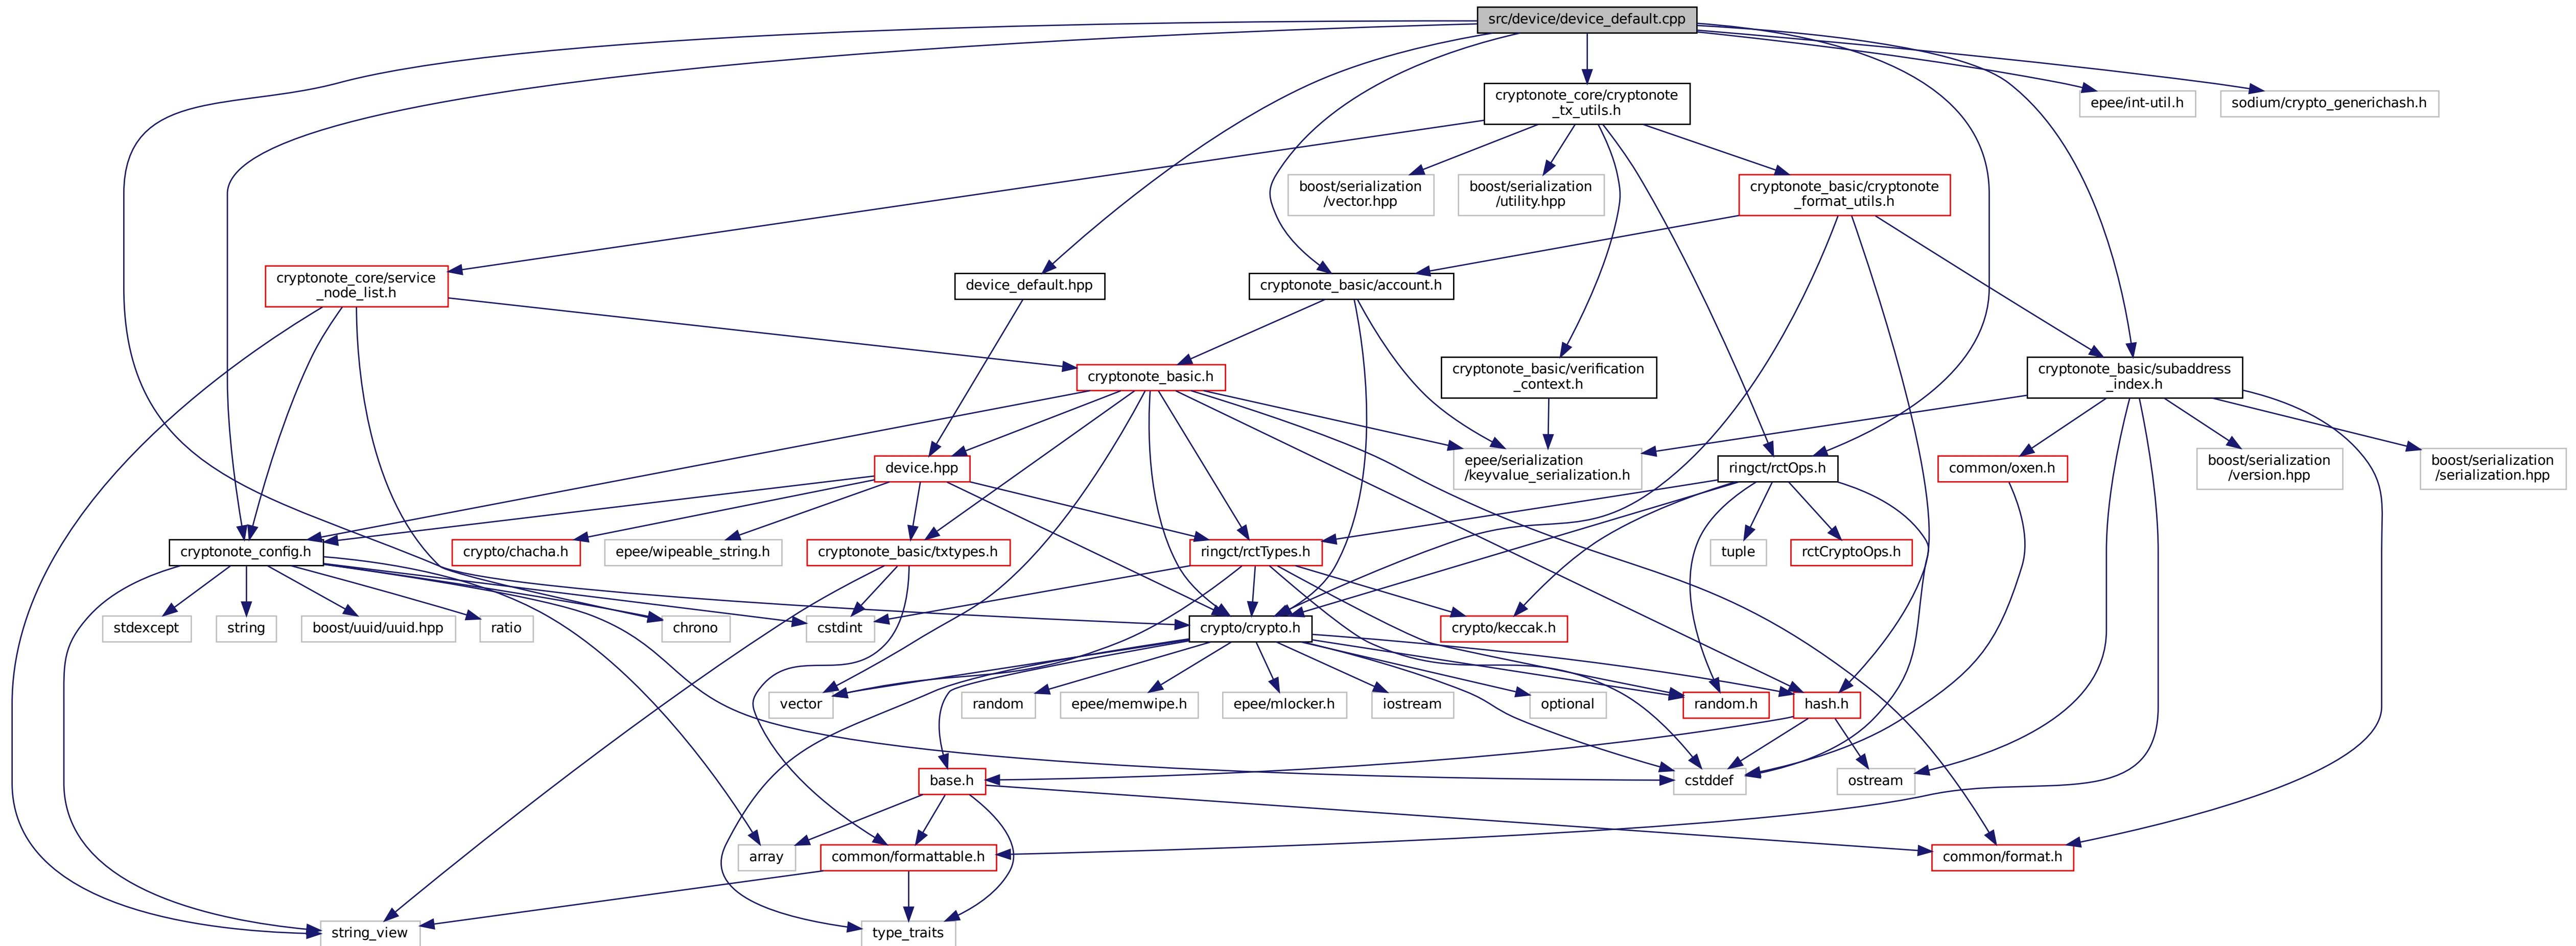 src/device/device_default.cpp
cryptonote_core/cryptonote
_tx_utils.h
epee/int-util.h
sodium/crypto_generichash.h
boost/serialization
/vector.hpp
boost/serialization
/utility.hpp
cryptonote_basic/cryptonote
_format_utils.h
cryptonote_core/service
_node_list.h
device_default.hpp
cryptonote_basic/account.h
cryptonote_basic.h
cryptonote_basic/verification
_context.h
cryptonote_basic/subaddress
_index.h
device.hpp
epee/serialization
/keyvalue_serialization.h
ringct/rctOps.h
common/oxen.h
boost/serialization
/version.hpp
boost/serialization
/serialization.hpp
cryptonote_config.h
crypto/chacha.h
epee/wipeable_string.h
cryptonote_basic/txtypes.h
ringct/rctTypes.h
tuple
rctCryptoOps.h
stdexcept
string
boost/uuid/uuid.hpp
ratio
chrono
cstdint
crypto/crypto.h
crypto/keccak.h
vector
random
epee/memwipe.h
epee/mlocker.h
iostream
optional
random.h
hash.h
base.h
cstddef
ostream
array
common/formattable.h
common/format.h
string_view
type_traits